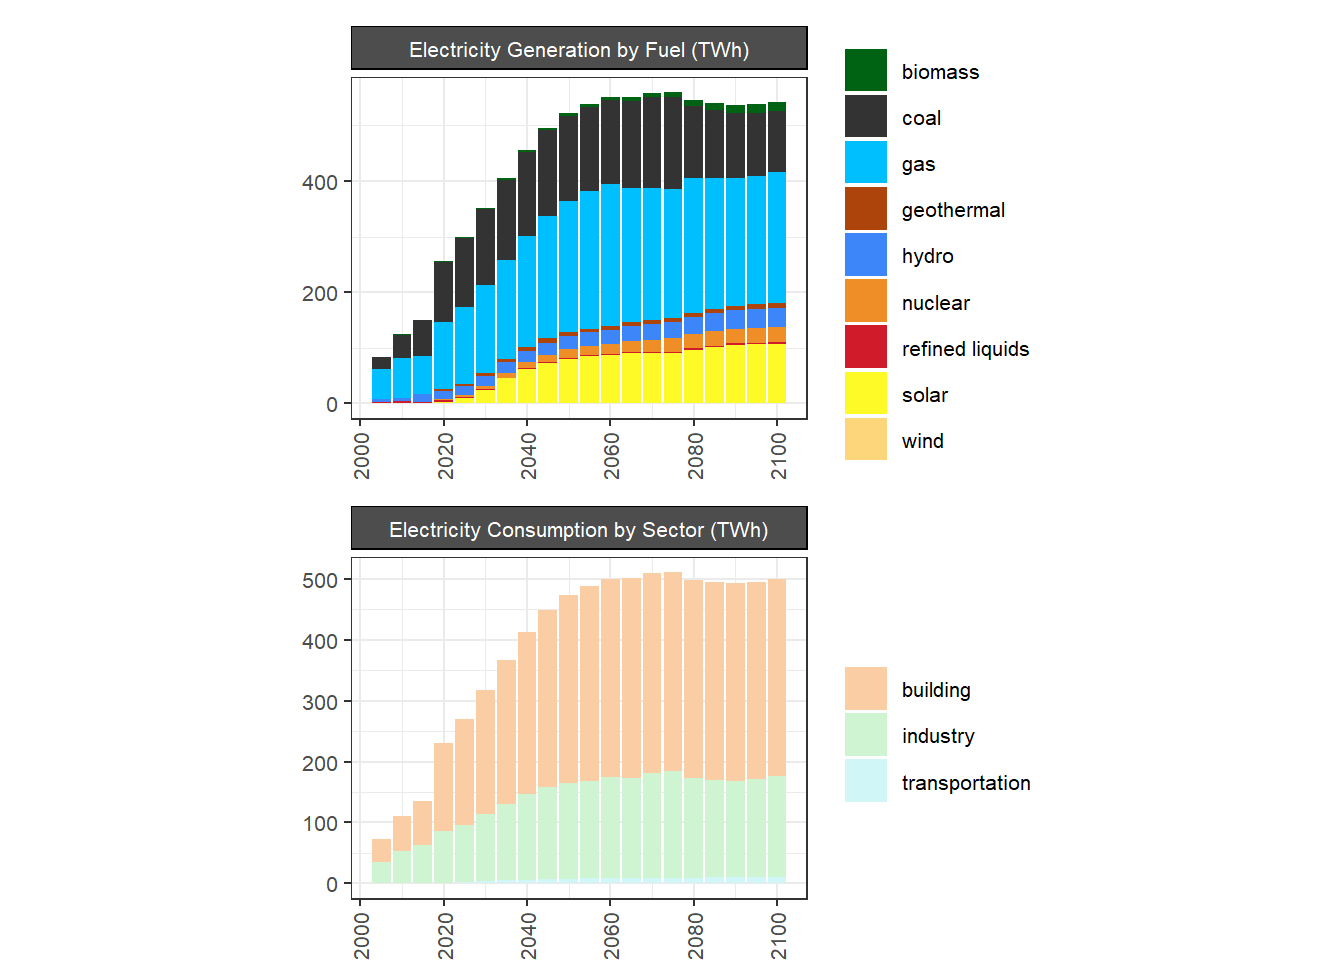 Electricity Generation by Fuel (TWh)
400
200
0
2000
2020
2040
2060
2080
2100
biomass
coal
gas
geothermal
hydro
nuclear
refined liquids
solar
wind
Electricity Consumption by Sector (TWh)
500
400
300
200
100
0
2000
2020
2040
2060
2080
2100
building
industry
transportation